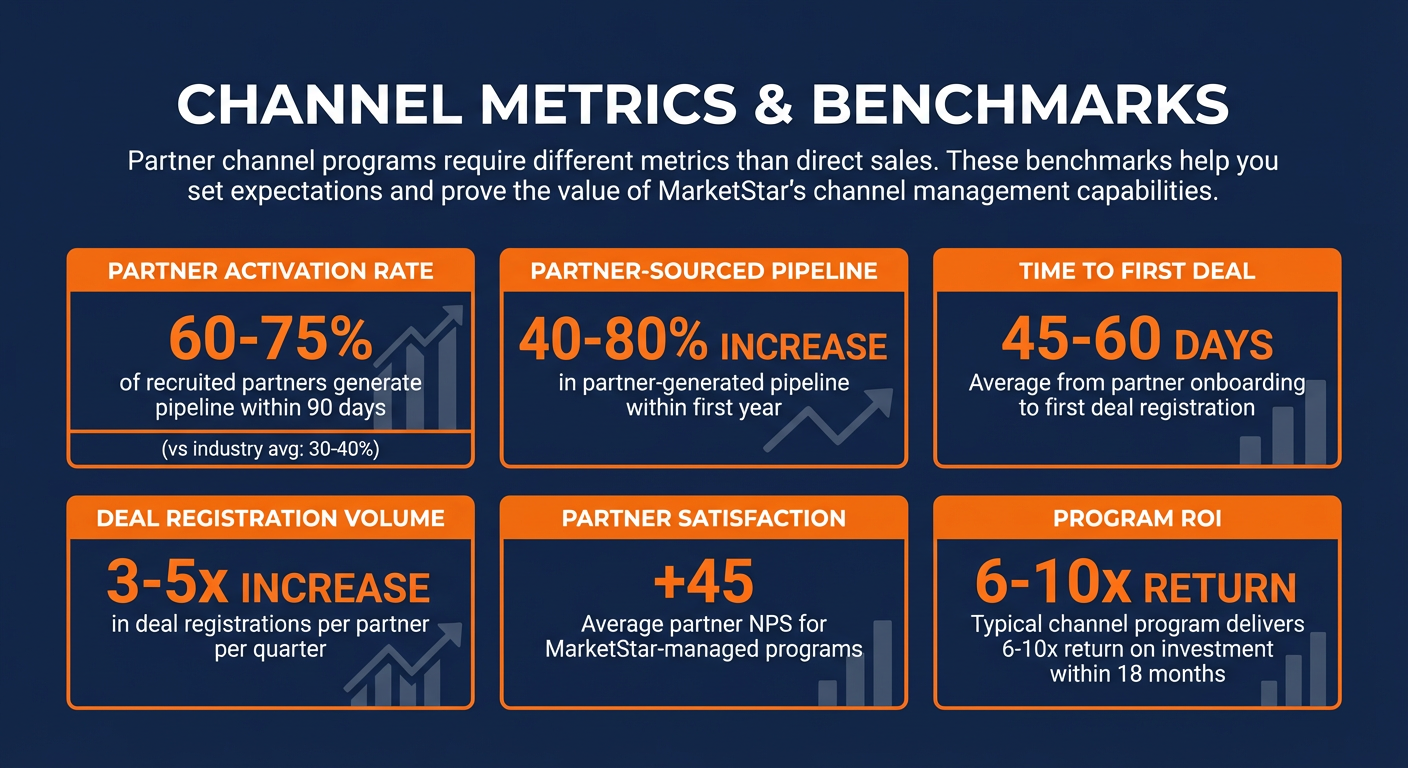 CHANNEL METRICS & BENCHMARKS
Partner channel programs require different metrics than direct sales. These benchmarks help you
set expectations and prove the value of MarketStar's channel management capabilities.
PARTNER ACTIVATION RATE
60-75%
of recruited partners generate
pipeline within 90 days
(vs industry avg: 30-40%)
PARTNER-SOURCED PIPELINE
40-80% INCREASE
in partner-generated pipeline
within first year
TIME TO FIRST DEAL
45-60 DAYS
Average from partner onboarding
to first deal registration
DEAL REGISTRATION VOLUME
3-5x INCREASE
in deal registrations per partner
per quarter
PARTNER SATISFACTION
+45
Average partner NPS for
MarketStar-managed programs
PROGRAM ROI
6-10x RETURN
Typical channel program delivers
6-10x return on investment
within 18 months